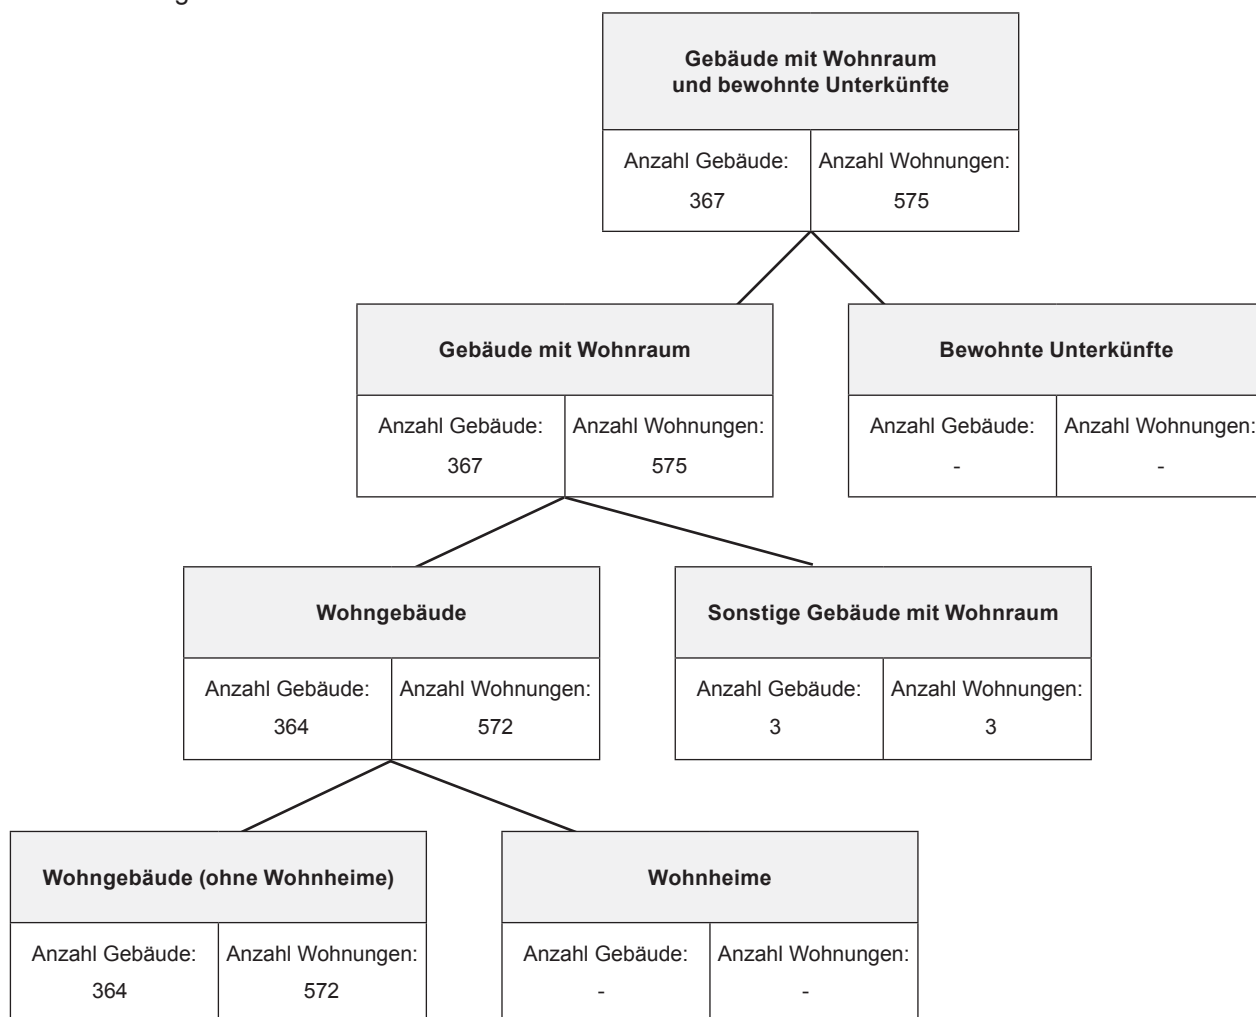 Gebäude mit Wohnraum
und bewohnte Unterkünfte
Anzahl Gebäude: Anzahl Wohnungen:
367 575
Gebäude mit Wohnraum Bewohnte Unterkünfte
Anzahl Gebäude: Anzahl Wohnungen: Anzahl Gebäude: Anzahl Wohnungen:
367 575 - -
Wohngebäude Sonstige Gebäude mit Wohnraum
Anzahl Gebäude: Anzahl Wohnungen: Anzahl Gebäude: Anzahl Wohnungen:
364 572 3 3
Wohngebäude (ohne Wohnheime) Wohnheime
Anzahl Gebäude: Anzahl Wohnungen: Anzahl Gebäude: Anzahl Wohnungen:
364 572 - -